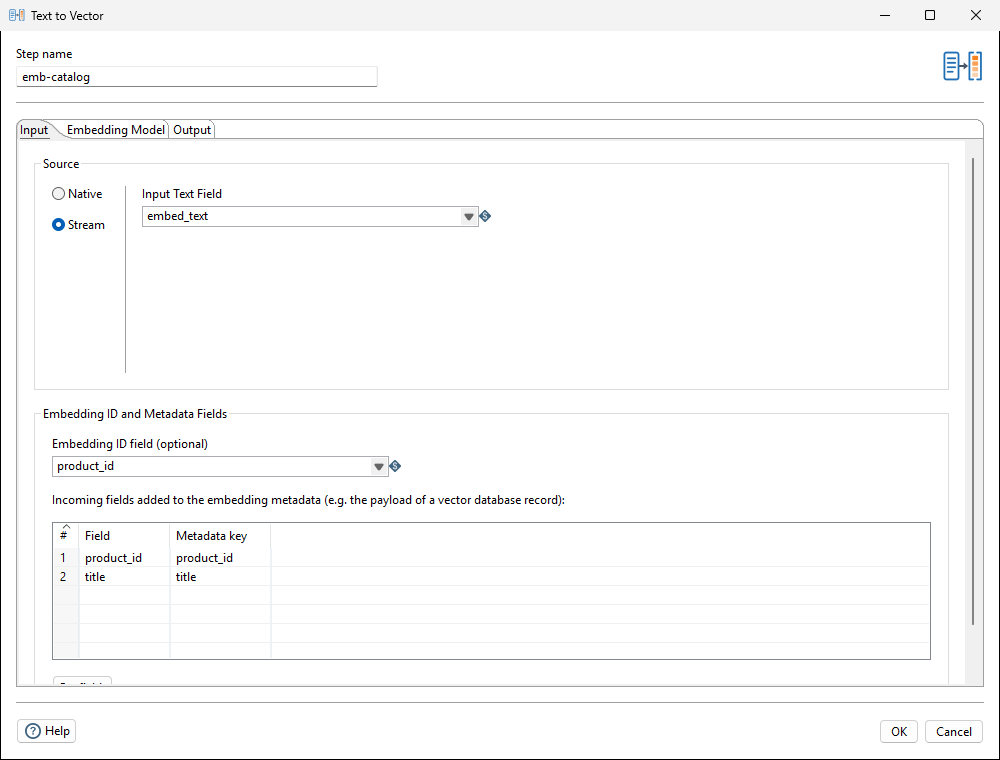 Text to Vector
Step name
emb-catalog
Input
Embedding Model
Output
Source
Native
Stream
Input Text Field
embed_text
Embedding ID and Metadata Fields
Embedding ID field (optional)
product_id
Incoming fields added to the embedding metadata (e.g. the payload of a vector database record):
# Field Metadata key
1 product_id product_id
2 title title
Help
OK
Cancel